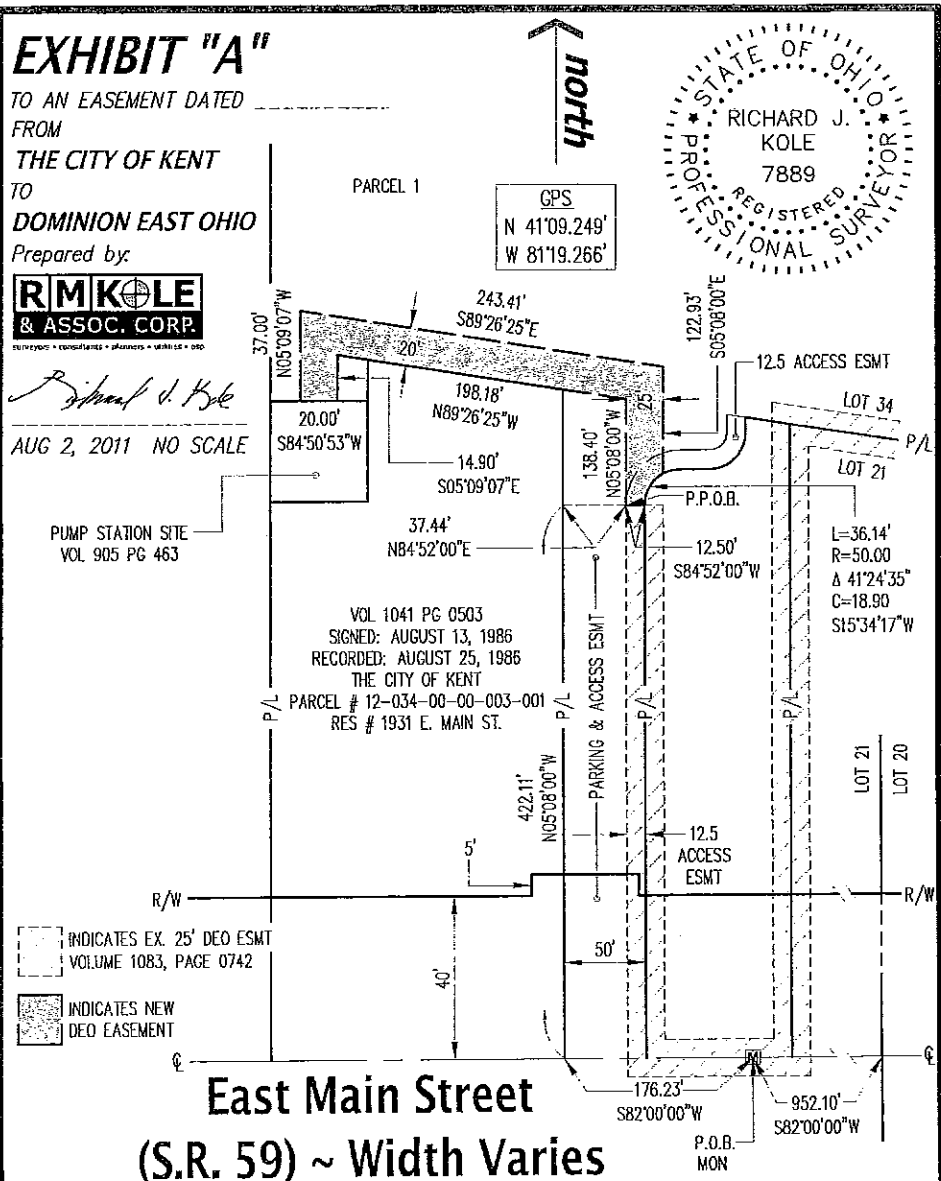 EXHIBIT "A"
TO AN EASEMENT DATED
FROM
THE CITY OF KENT
TO
DOMINION EAST OHIO
Prepared by:
RMKOLE
& ASSOC. CORP.
surveyors • consultants • planners • utilities •
AUG 2, 2011 NO SCALE
north
STATE OF OHIO
RICHARD J.
KOLE
7889
REGISTERED
PROFESSIONAL SURVEYOR
PARCEL 1
GPS
N 41°09.249'
W 81°19.266'
37.00'
N05°09'07"W
243.41'
S89°26'25"E
20'
198.18'
N89°26'25"W
25'
122.93'
S05°08'00"E
12.5 ACCESS ESMT
LOT 34
P/L
LOT 21
20.00'
S84°50'53"W
14.90'
S05°09'07"E
138.40'
N05°08'00"W
P.P.O.B.
PUMP STATION SITE
VOL 905 PG 463
37.44'
N84°52'00"E
12.50'
S84°52'00"W
L=36.14'
R=50.00
Δ 41°24'35"
C=18.90
S15°34'17"W
VOL 1041 PG 0503
SIGNED: AUGUST 13, 1986
RECORDED: AUGUST 25, 1986
THE CITY OF KENT
PARCEL # 12-034-00-00-003-001
RES # 1931 E. MAIN ST.
P/L
P/L
PARKING & ACCESS ESMT
P/L
LOT 21
LOT 20
422.11'
N05°08'00"W
12.5
ACCESS
ESMT
5'
R/W
R/W
INDICATES EX. 25' DEO ESMT
VOLUME 1083, PAGE 0742
INDICATES NEW
DEO EASEMENT
40'
50'
℄
℄
M
176.23'
S82°00'00"W
952.10'
S82°00'00"W
P.O.B.
MON
East Main Street
(S.R. 59) ~ Width Varies